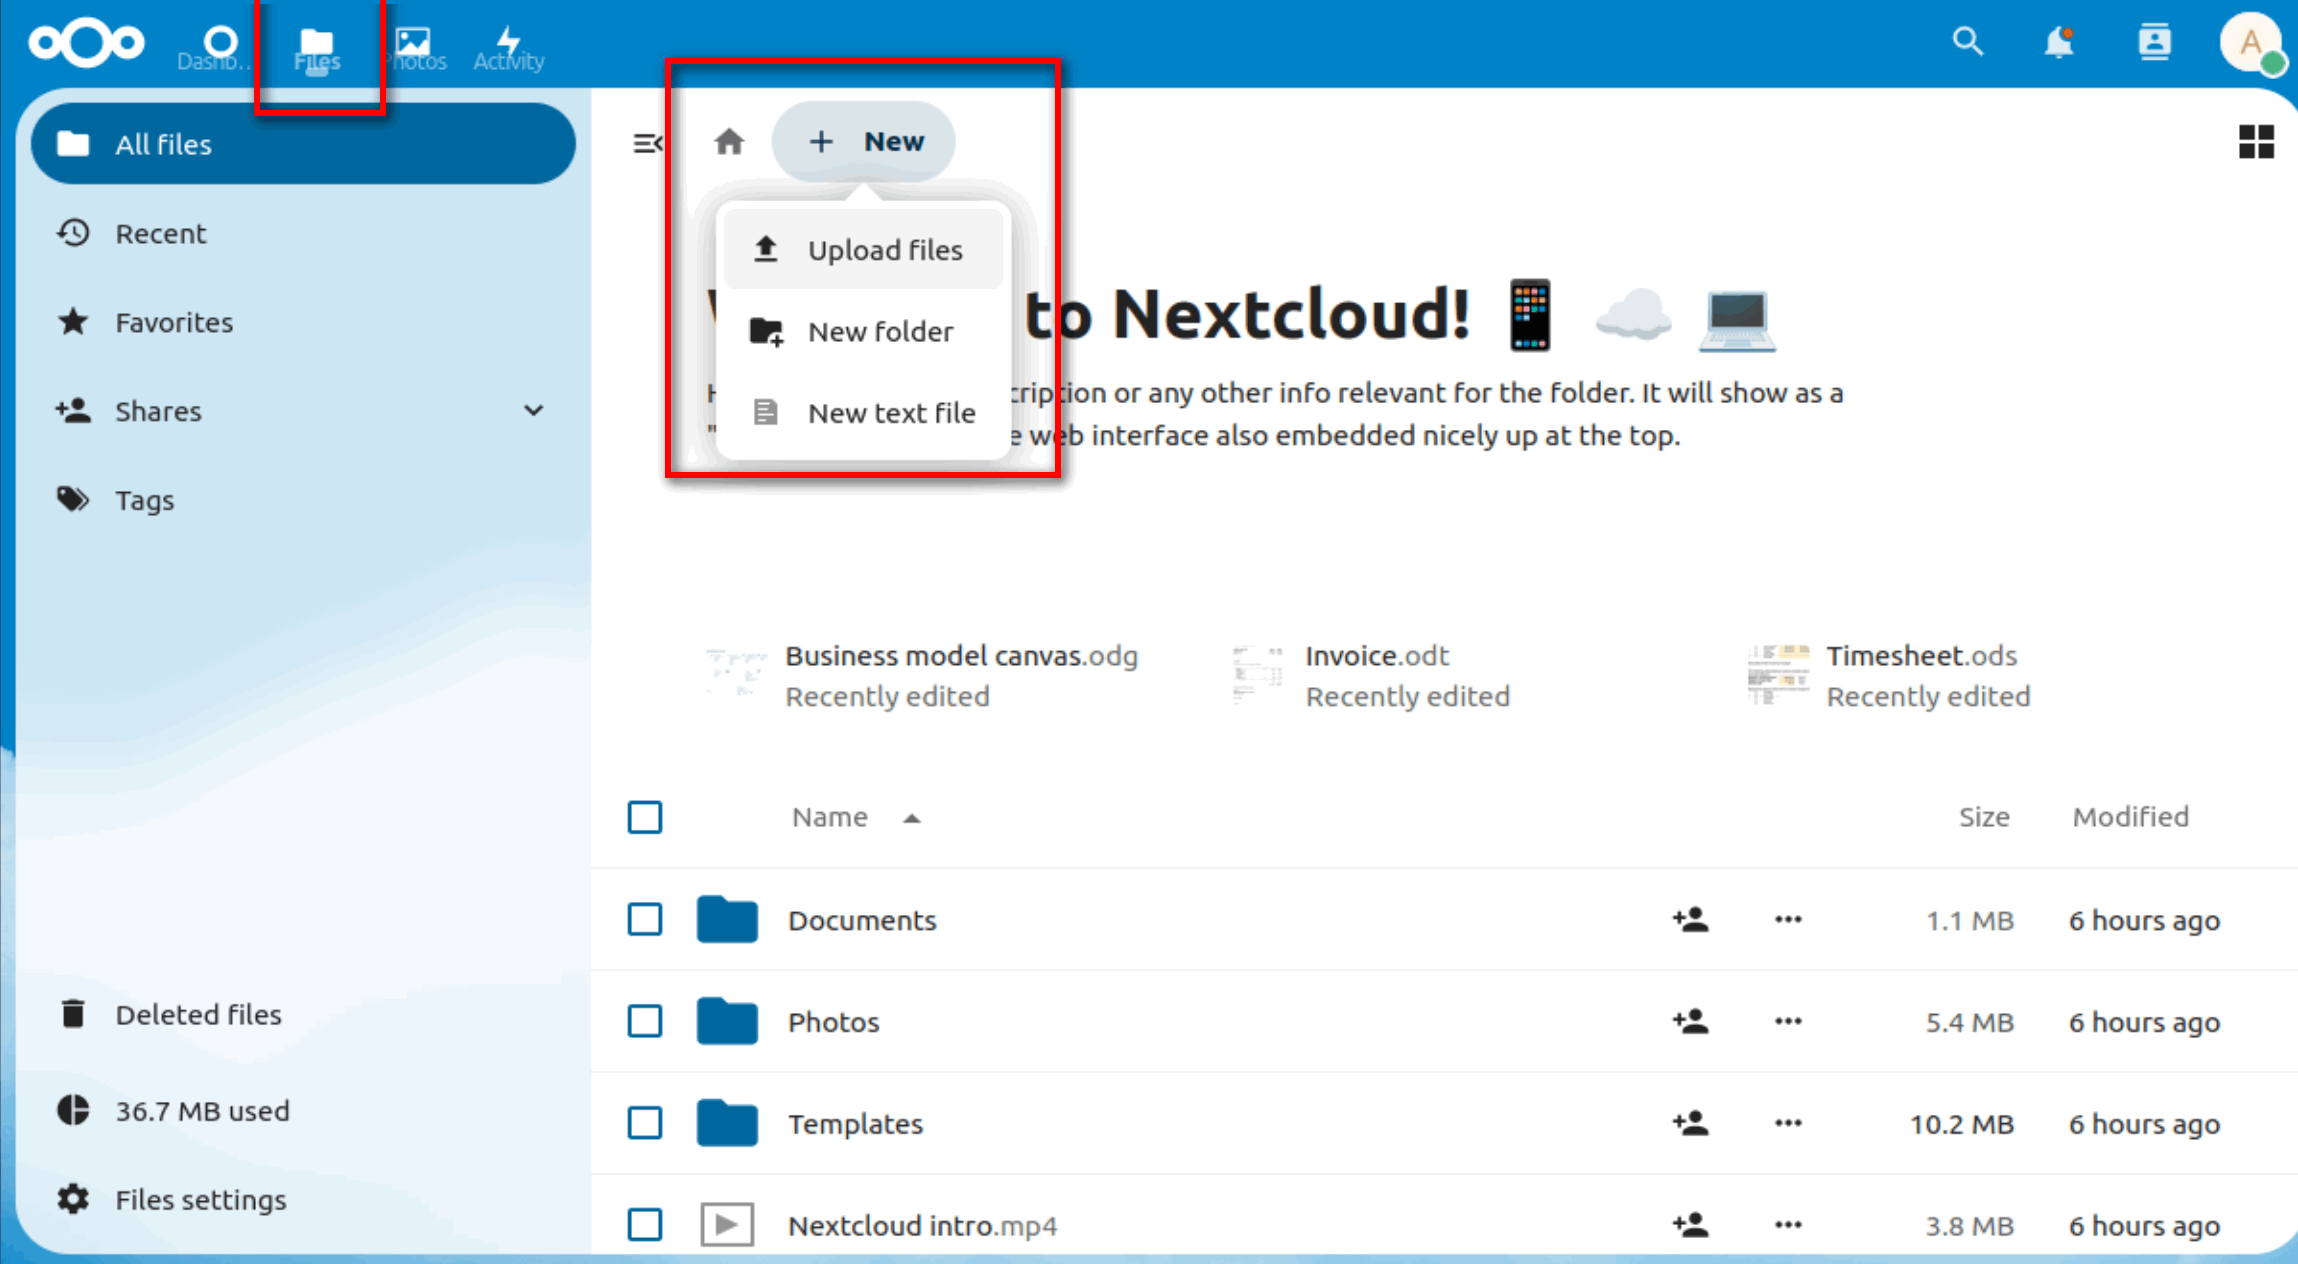 Dashb...
Files
Photos
Activity
A
All files
Recent
Favorites
Shares
Tags
Deleted files
36.7 MB used
Files settings
+ New
Upload files
New folder
New text file
to Nextcloud!
cription or any other info relevant for the folder. It will show as a
e web interface also embedded nicely up at the top.
Business model canvas.odg
Recently edited
Invoice.odt
Recently edited
Timesheet.ods
Recently edited
Name Size Modified
Documents 1.1 MB 6 hours ago
Photos 5.4 MB 6 hours ago
Templates 10.2 MB 6 hours ago
Nextcloud intro.mp4 3.8 MB 6 hours ago